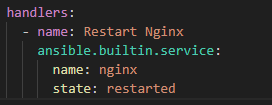 handlers:
  - name: Restart Nginx
    ansible.builtin.service:
      name: nginx
      state: restarted